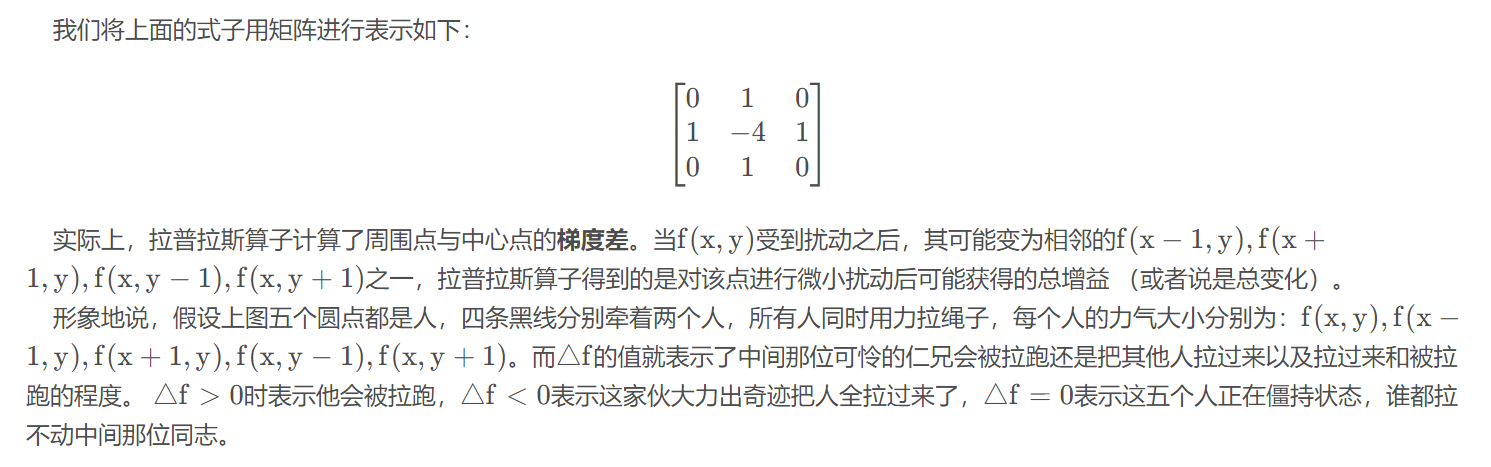 我们将上面的式子用矩阵进行表示如下：
0 1 0
1 −4 1
0 1 0
实际上，拉普拉斯算子计算了周围点与中心点的梯度差。当f(x, y)受到扰动之后，其可能变为相邻的f(x − 1, y), f(x +
1, y), f(x, y − 1), f(x, y + 1)之一，拉普拉斯算子得到的是对该点进行微小扰动后可能获得的总增益 （或者说是总变化）。
形象地说，假设上图五个圆点都是人，四条黑线分别牵着两个人，所有人同时用力拉绳子，每个人的力气大小分别为：f(x, y), f(x −
1, y), f(x + 1, y), f(x, y − 1), f(x, y + 1)。而△f的值就表示了中间那位可怜的仁兄会被拉跑还是把其他人拉过来以及拉过来和被拉
跑的程度。 △f > 0时表示他会被拉跑，△f < 0表示这家伙大力出奇迹把人全拉过来了，△f = 0表示这五个人正在僵持状态，谁都拉
不动中间那位同志。